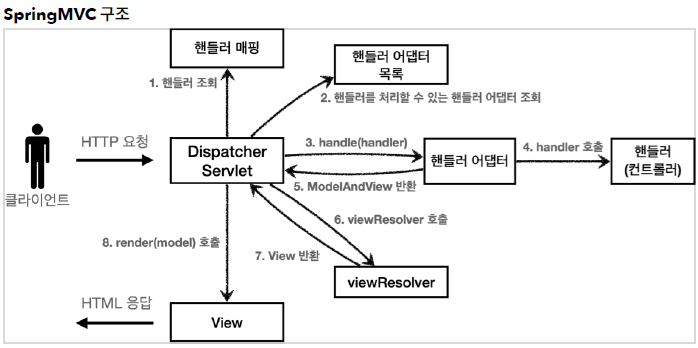 SpringMVC 구조
핸들러 매핑
핸들러 어댑터
목록
1. 핸들러 조회
2. 핸들러를 처리할 수 있는 핸들러 어댑터 조회
HTTP 요청
Dispatcher
Servlet
3. handle(handler)
핸들러 어댑터
4. handler 호출
핸들러
(컨트롤러)
5. ModelAndView 반환
클라이언트
6. viewResolver 호출
8. render(model) 호출
7. View 반환
viewResolver
HTML 응답
View